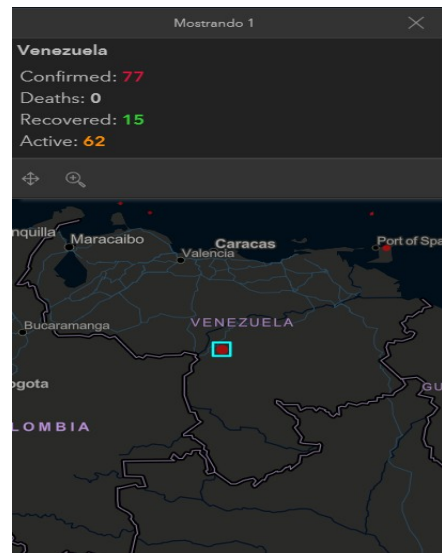 Mostrando 1
Venezuela
Confirmed: 77
Deaths: 0
Recovered: 15
Active: 62
nquilla
Maracaibo
Caracas
Valencia
Port of Spa
Bucaramanga
VENEZUELA
ogota
GU
LOMBIA